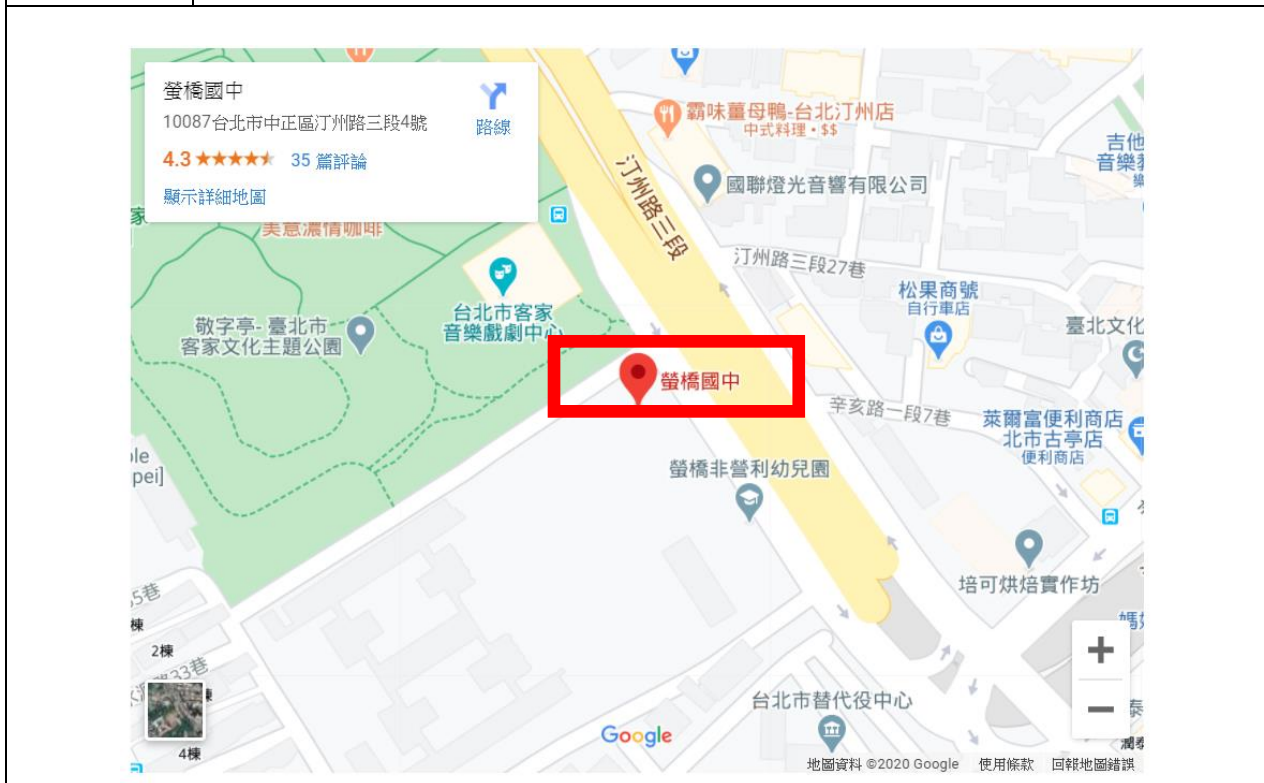 螢橋國中
10087台北市中正區汀州路三段4號
路線
4.3
35 篇評論
顯示詳細地圖
美意濃情咖啡
霸味薑母鴨-台北汀州店
中式料理・$$
吉他
音樂
國聯燈光音響有限公司
汀州路三段
汀州路三段27巷
松果商號
自行車店
臺北文化
台北市客家
音樂戲劇中心
敬字亭- 臺北市
客家文化主題公園
螢橋國中
辛亥路一段7巷
萊爾富便利商店
北市古亭店
便利商店
pei]
螢橋非營利幼兒園
培可烘焙實作坊
5巷
棟
2棟
33巷
4棟
台北市替代役中心
Google
+
−
地圖資料 ©2020 Google
使用條款
回報地圖錯誤